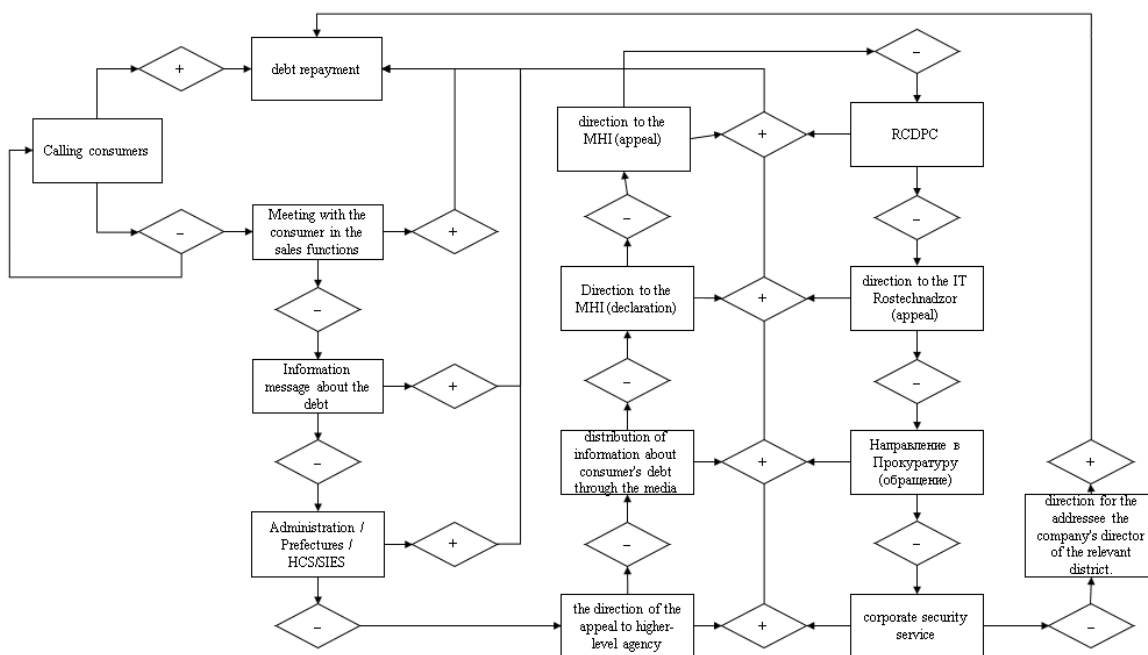 +
debt repayment
–
direction to the
MHI (appeal)
+
RCDPC
Calling consumers
–
Meeting with the
consumer in the
sales functions
+
–
–
Direction to the
MHI (declaration)
+
direction to the IT
Rostechnadzor
(appeal)
–
Information
message about the
debt
+
–
–
distribution of
information about
consumer's debt
through the media
+
Направление в
Прокуратуру
(обращение)
+
–
Administration /
Prefectures /
HCS/SIES
+
–
–
direction for the
addressee the
company's director
of the relevant
district.
–
the direction of the
appeal to higher-
level agency
+
corporate security
service
–